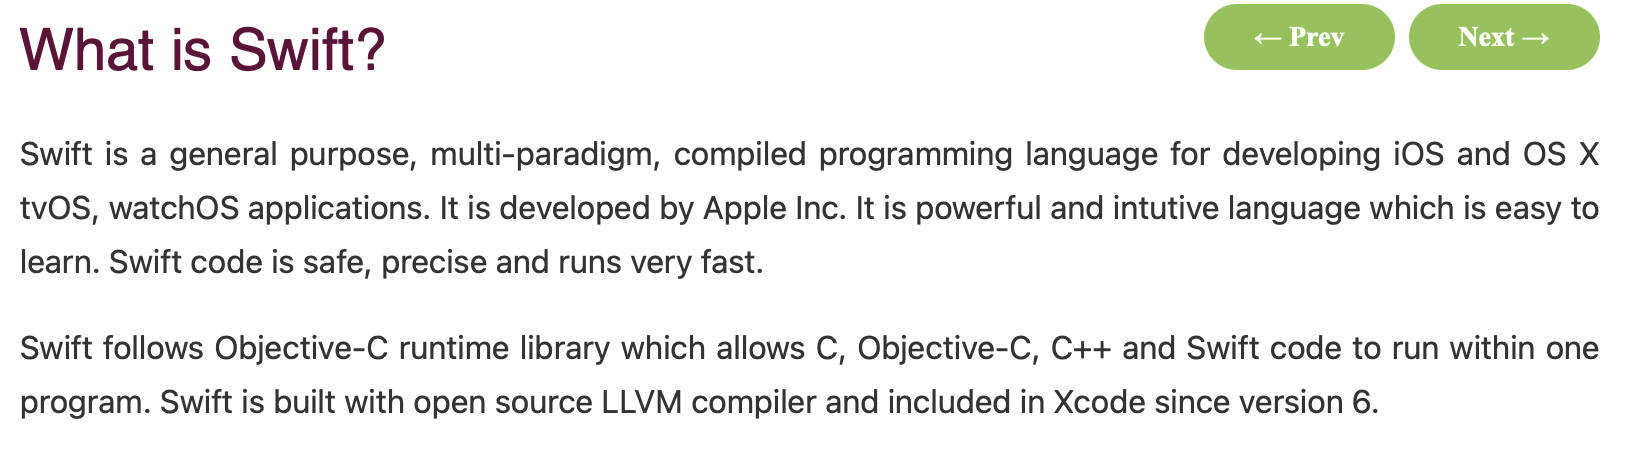 What is Swift?
← Prev
Next →
Swift is a general purpose, multi-paradigm, compiled programming language for developing iOS and OS X
tvOS, watchOS applications. It is developed by Apple Inc. It is powerful and intutive language which is easy to
learn. Swift code is safe, precise and runs very fast.
Swift follows Objective-C runtime library which allows C, Objective-C, C++ and Swift code to run within one
program. Swift is built with open source LLVM compiler and included in Xcode since version 6.